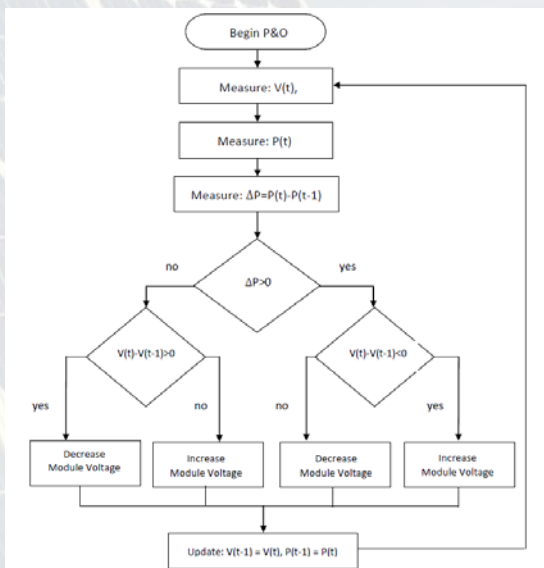 Begin P&O
Measure: V(t),
Measure: P(t)
Measure: ΔP=P(t)-P(t-1)
no
yes
ΔP>0
V(t)-V(t-1)>0
V(t)-V(t-1)<0
yes
no
no
yes
Decrease
Module Voltage
Increase
Module Voltage
Decrease
Module Voltage
Increase
Module Voltage
Update: V(t-1) = V(t), P(t-1) = P(t)